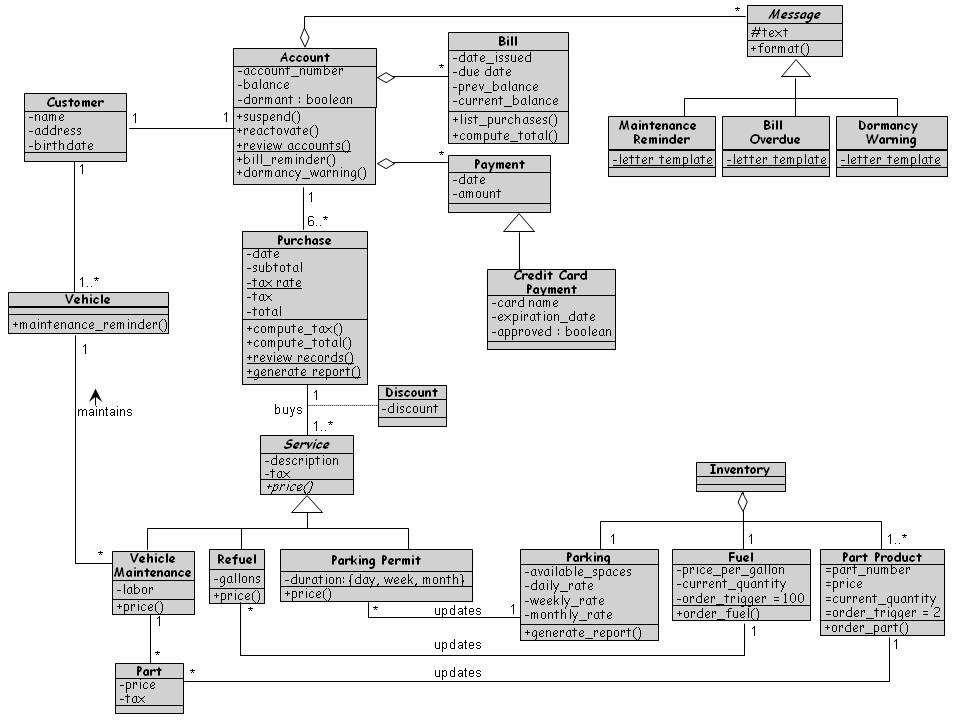 *
Message
#text
+format()
Account
-account_number
-balance
-dormant : boolean
+suspend()
+reactovate()
+review accounts()
+bill_reminder()
+dormancy_warning()
*
Bill
-date_issued
-due date
-prev_balance
-current_balance
+list_purchases()
+compute_total()
Customer
-name
-address
-birthdate
1
1
Maintenance
Reminder
-letter template
Bill
Overdue
-letter template
Dormancy
Warning
-letter template
*
Payment
-date
-amount
1
1
6..*
Purchase
-date
-subtotal
-tax rate
-tax
-total
+compute_tax()
+compute_total()
+review records()
+generate report()
Credit Card
Payment
-card name
-expiration_date
-approved : boolean
1..*
Vehicle
+maintenance_reminder()
1
maintains
1
buys
Discount
-discount
1..*
Service
-description
-tax
+price()
Inventory
*
Vehicle
Maintenance
-labor
+price()
Refuel
-gallons
+price()
Parking Permit
-duration: {day, week, month}
+price()
1
Parking
-available_spaces
-daily_rate
-weekly_rate
-monthly_rate
+generate_report()
1
Fuel
-price_per_gallon
-current_quantity
-order_trigger =100
+order_fuel()
1..*
Part Product
=part_number
=price
=current_quantity
=order_trigger = 2
+order_part()
*
updates
1
*
updates
1
1
*
Part
-price
-tax
*
updates
1